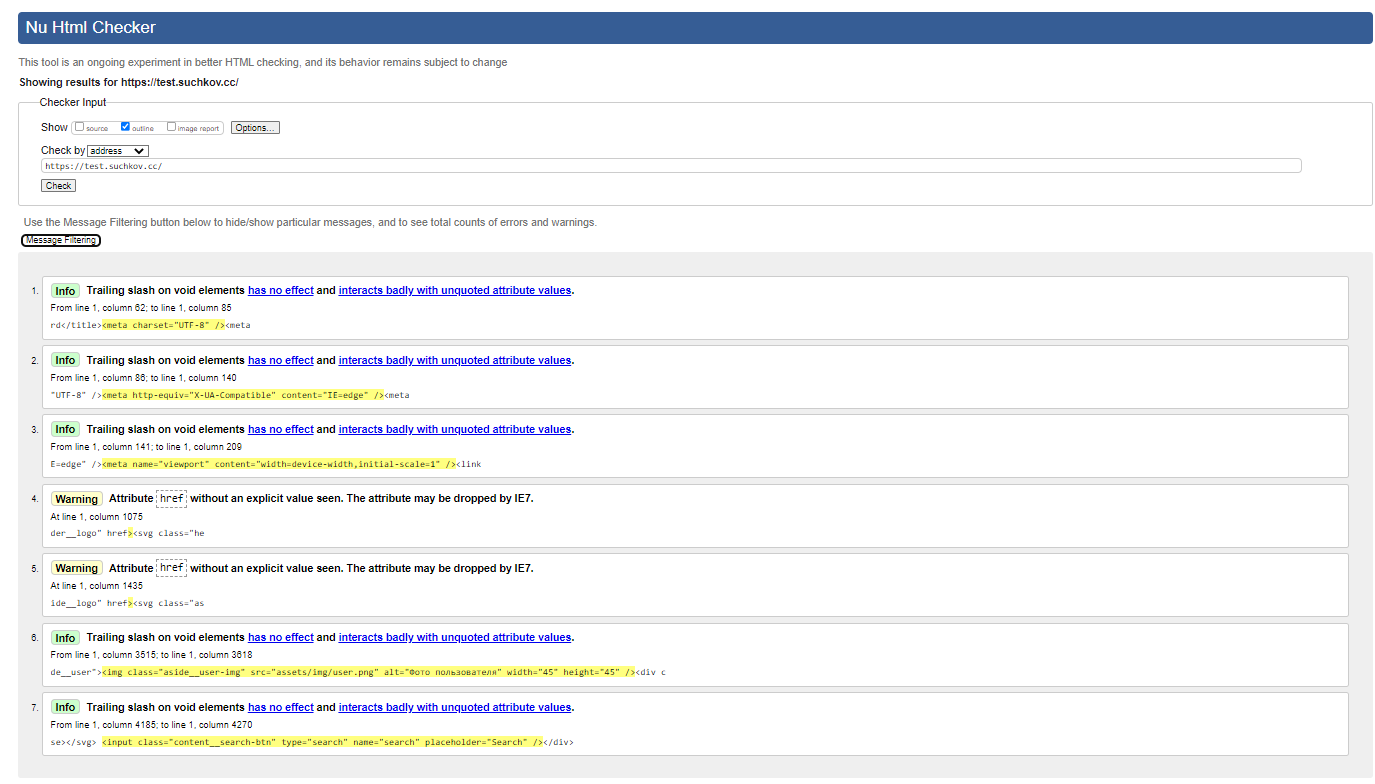 Nu Html Checker
This tool is an ongoing experiment in better HTML checking, and its behavior remains subject to change
Showing results for https://test.suchkov.cc/
Checker Input
Show source outline image report Options...
Check by address
https://test.suchkov.cc/
Check
Use the Message Filtering button below to hide/show particular messages, and to see total counts of errors and warnings.
Message Filtering
1. Info Trailing slash on void elements has no effect and interacts badly with unquoted attribute values.
From line 1, column 62; to line 1, column 85
rd</title><meta charset="UTF-8" /><meta
2. Info Trailing slash on void elements has no effect and interacts badly with unquoted attribute values.
From line 1, column 86; to line 1, column 140
"UTF-8" /><meta http-equiv="X-UA-Compatible" content="IE=edge" /><meta
3. Info Trailing slash on void elements has no effect and interacts badly with unquoted attribute values.
From line 1, column 141; to line 1, column 209
E=edge" /><meta name="viewport" content="width=device-width,initial-scale=1" /><link
4. Warning Attribute href without an explicit value seen. The attribute may be dropped by IE7.
At line 1, column 1075
der__logo" href><svg class="he
5. Warning Attribute href without an explicit value seen. The attribute may be dropped by IE7.
At line 1, column 1435
ide__logo" href><svg class="as
6. Info Trailing slash on void elements has no effect and interacts badly with unquoted attribute values.
From line 1, column 3515; to line 1, column 3618
de__user"><img class="aside__user-img" src="assets/img/user.png" alt="Фото пользователя" width="45" height="45" /><div c
7. Info Trailing slash on void elements has no effect and interacts badly with unquoted attribute values.
From line 1, column 4185; to line 1, column 4270
se></svg> <input class="content__search-btn" type="search" name="search" placeholder="Search" /></div>